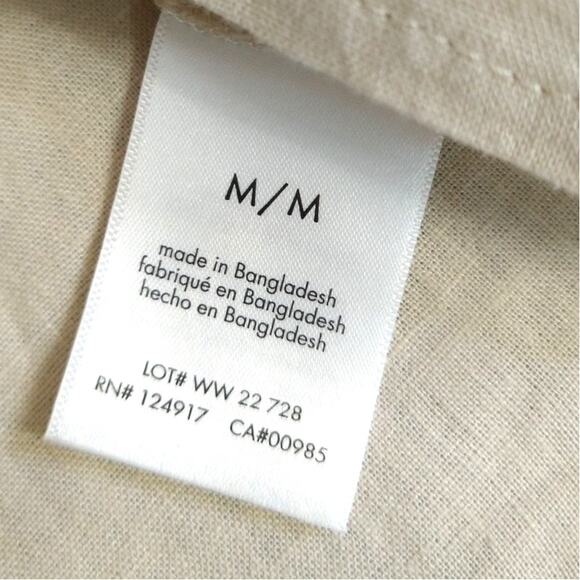 M/M
made in Bangladesh
fabriqué en Bangladesh
hecho en Bangladesh
LOT# WW 22 728
RN# 124917 CA#00985